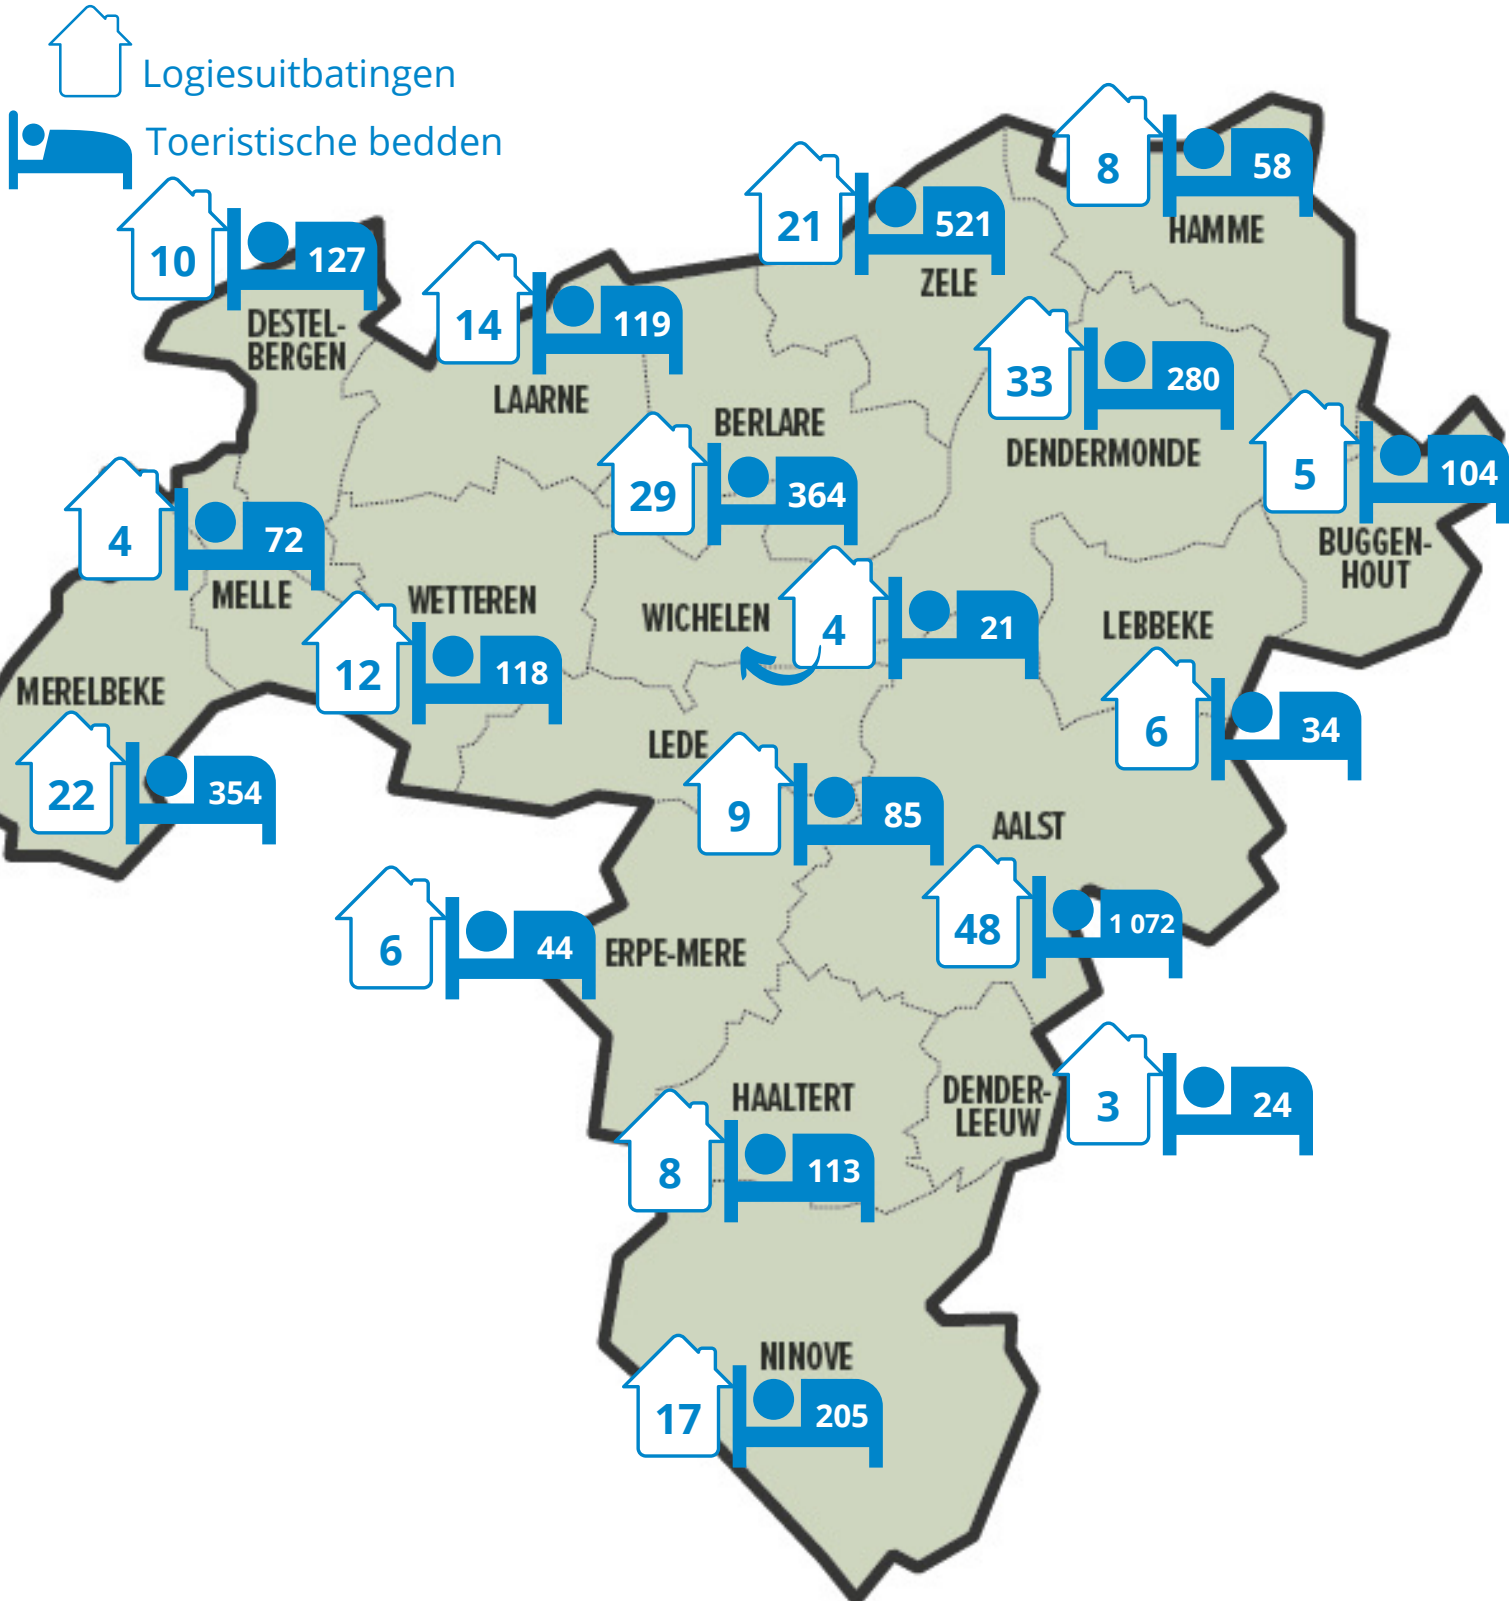 Logiesuitbatingen
Toeristische bedden
8
58
HAMME
21
521
ZELE
10
127
DESTEL-
BERGEN
14
119
LAARNE
33
280
DENDERMONDE
BERLARE
29
364
5
104
BUGGEN-
HOUT
4
72
MELLE
WETTEREN
12
118
WICHELEN
4
21
LEBBEKE
6
34
MERELBEKE
22
354
LEDE
9
85
AALST
48
1 072
6
44
ERPE-MERE
HAALTERT
8
113
DENDER-
LEEUW
3
24
NINOVE
17
205